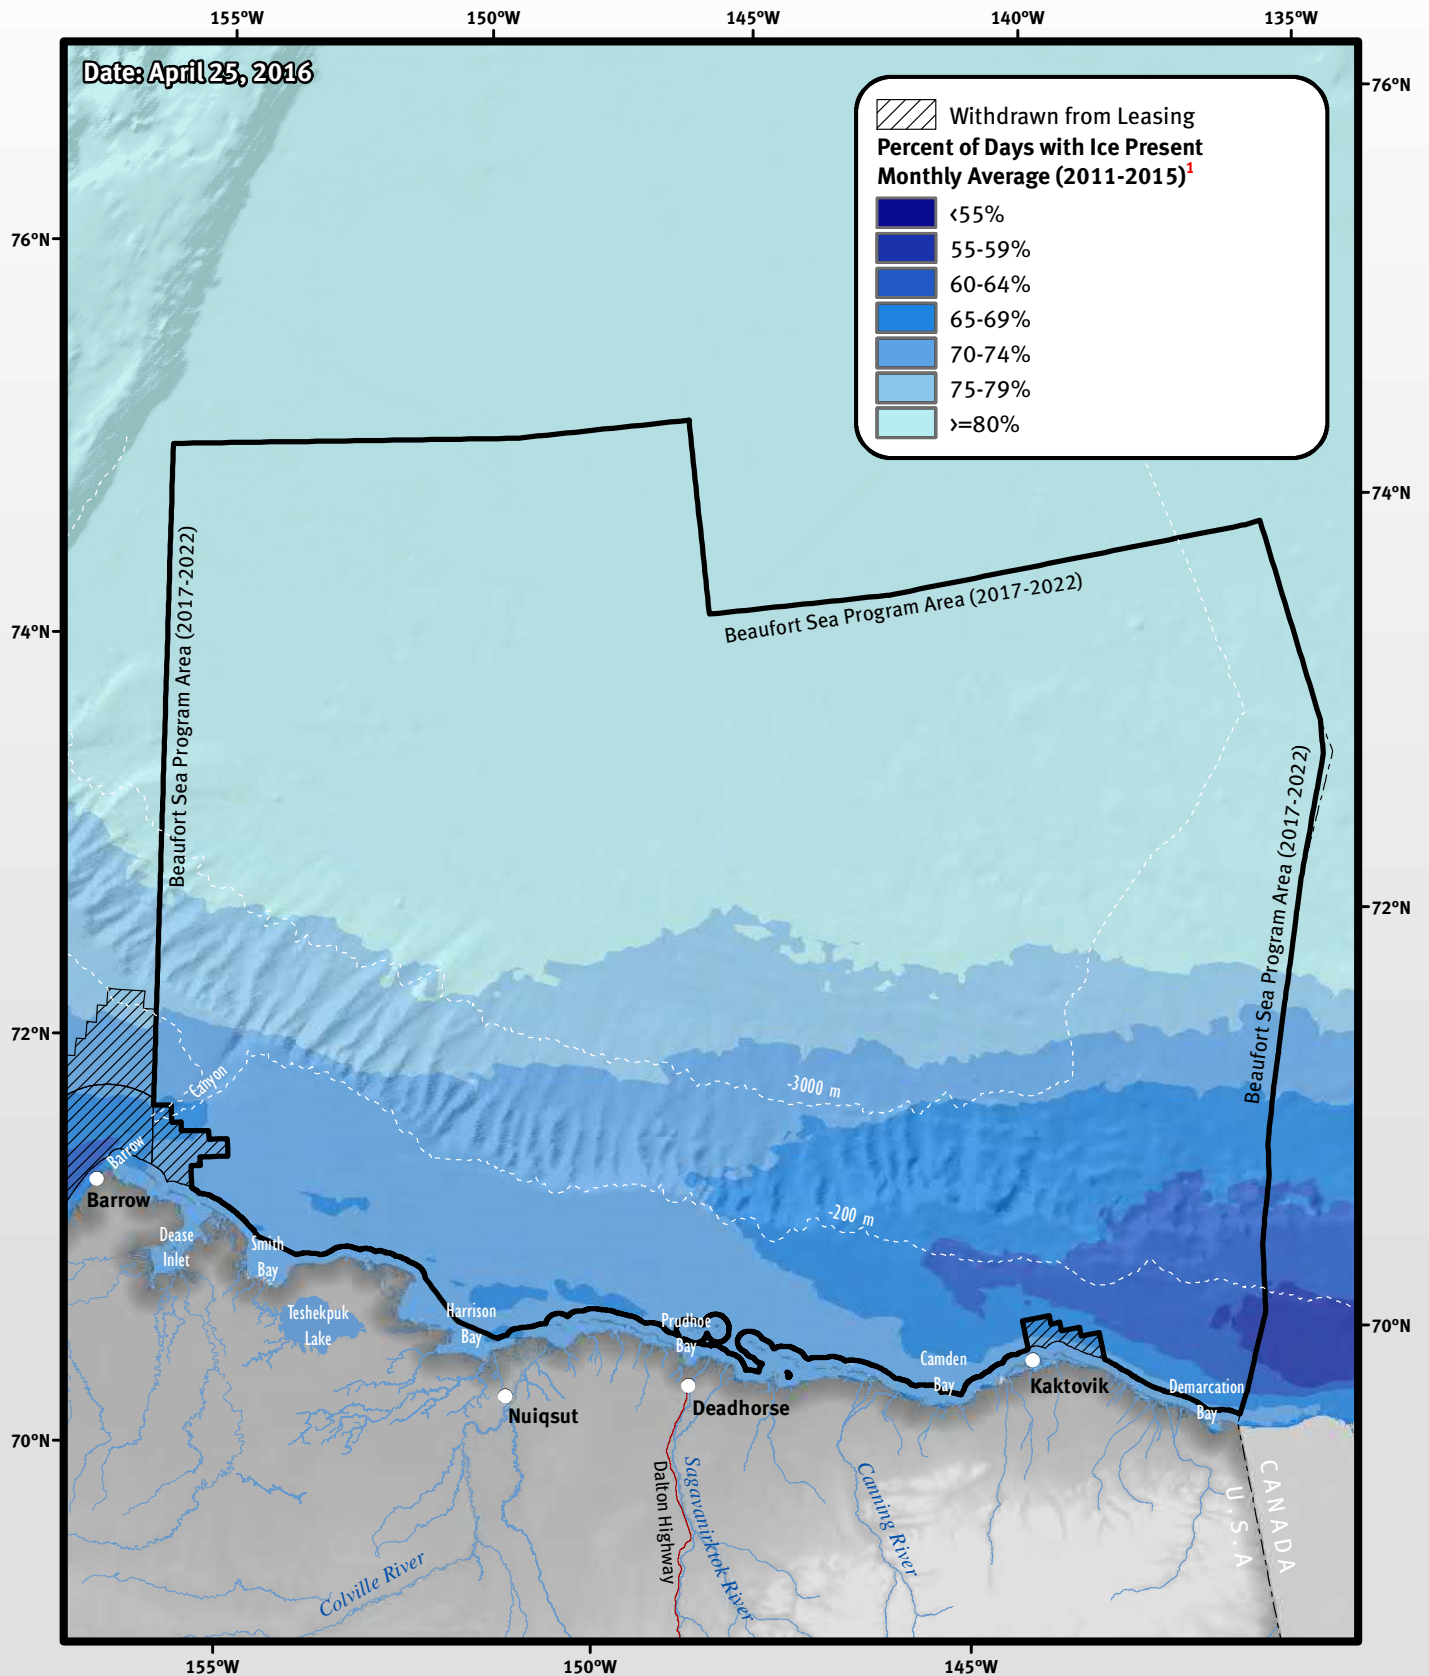 155°W
150°W
145°W
140°W
135°W
Date: April 25, 2016
Withdrawn from Leasing
Percent of Days with Ice Present
Monthly Average (2011-2015)1
<55%
55-59%
60-64%
65-69%
70-74%
75-79%
>=80%
76°N
76°N
74°N
74°N
72°N
72°N
70°N
70°N
Beaufort Sea Program Area (2017-2022)
Beaufort Sea Program Area (2017-2022)
Beaufort Sea Program Area (2017-2022)
-3000 m
-200 m
Barrow
Canyon
Barrow
Dease
Inlet
Smith
Bay
Teshekpuk
Lake
Harrison
Bay
Prudhoe
Bay
Camden
Bay
Kaktovik
Demarcation
Bay
Nuiqsut
Deadhorse
Colville River
Dalton Highway
Sagavanirktok River
Canning River
CANADA
U.S.A
155°W
150°W
145°W